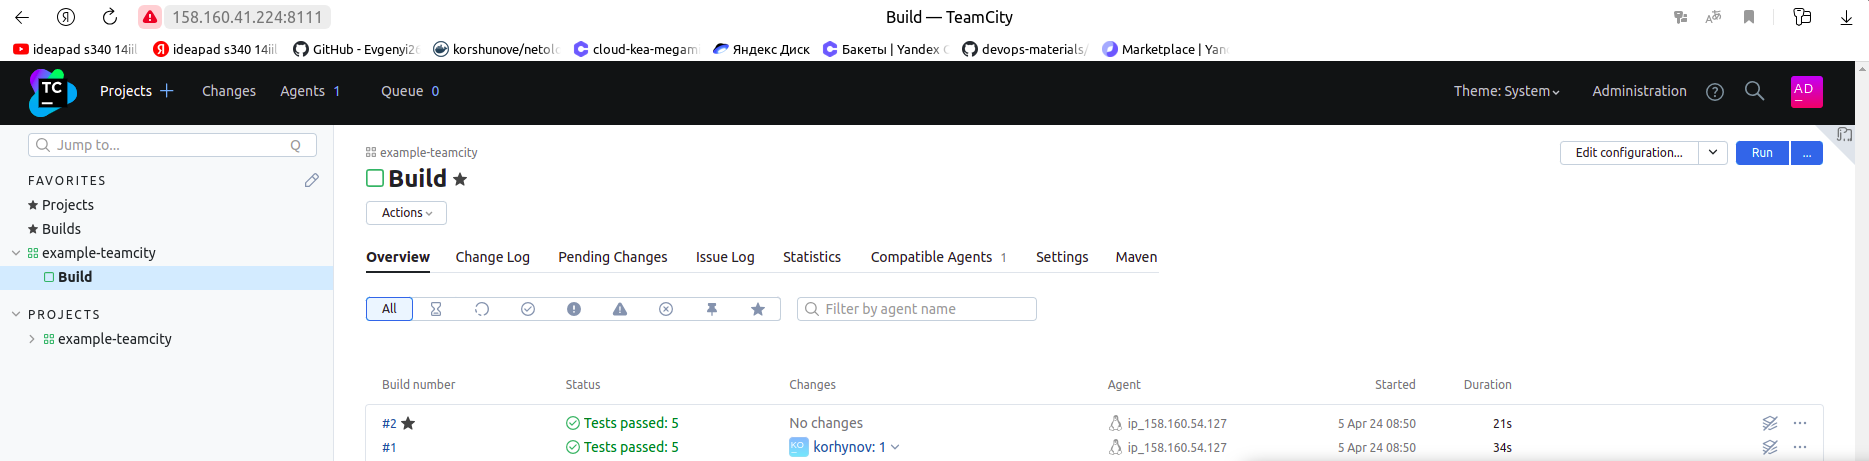 158.160.41.224:8111 Build — TeamCity
ideapad s340 14iil ideapad s340 14iil GitHub - Evgenyi26 korshunove/netolo cloud-kea-megam Яндекс Диск Бакеты | Yandex C devops-materials/ Marketplace | Yan
TC Projects Changes Agents 1 Queue 0 Theme: System Administration AD
Jump to... Q
FAVORITES
Projects
Builds
example-teamcity
Build
PROJECTS
example-teamcity
example-teamcity
Build
Edit configuration... Run ...
Actions
Overview Change Log Pending Changes Issue Log Statistics Compatible Agents 1 Settings Maven
All Filter by agent name
Build number Status Changes Agent Started Duration
#2 Tests passed: 5 No changes ip_158.160.54.127 5 Apr 24 08:50 21s
#1 Tests passed: 5 KO korhynov: 1 ip_158.160.54.127 5 Apr 24 08:50 34s